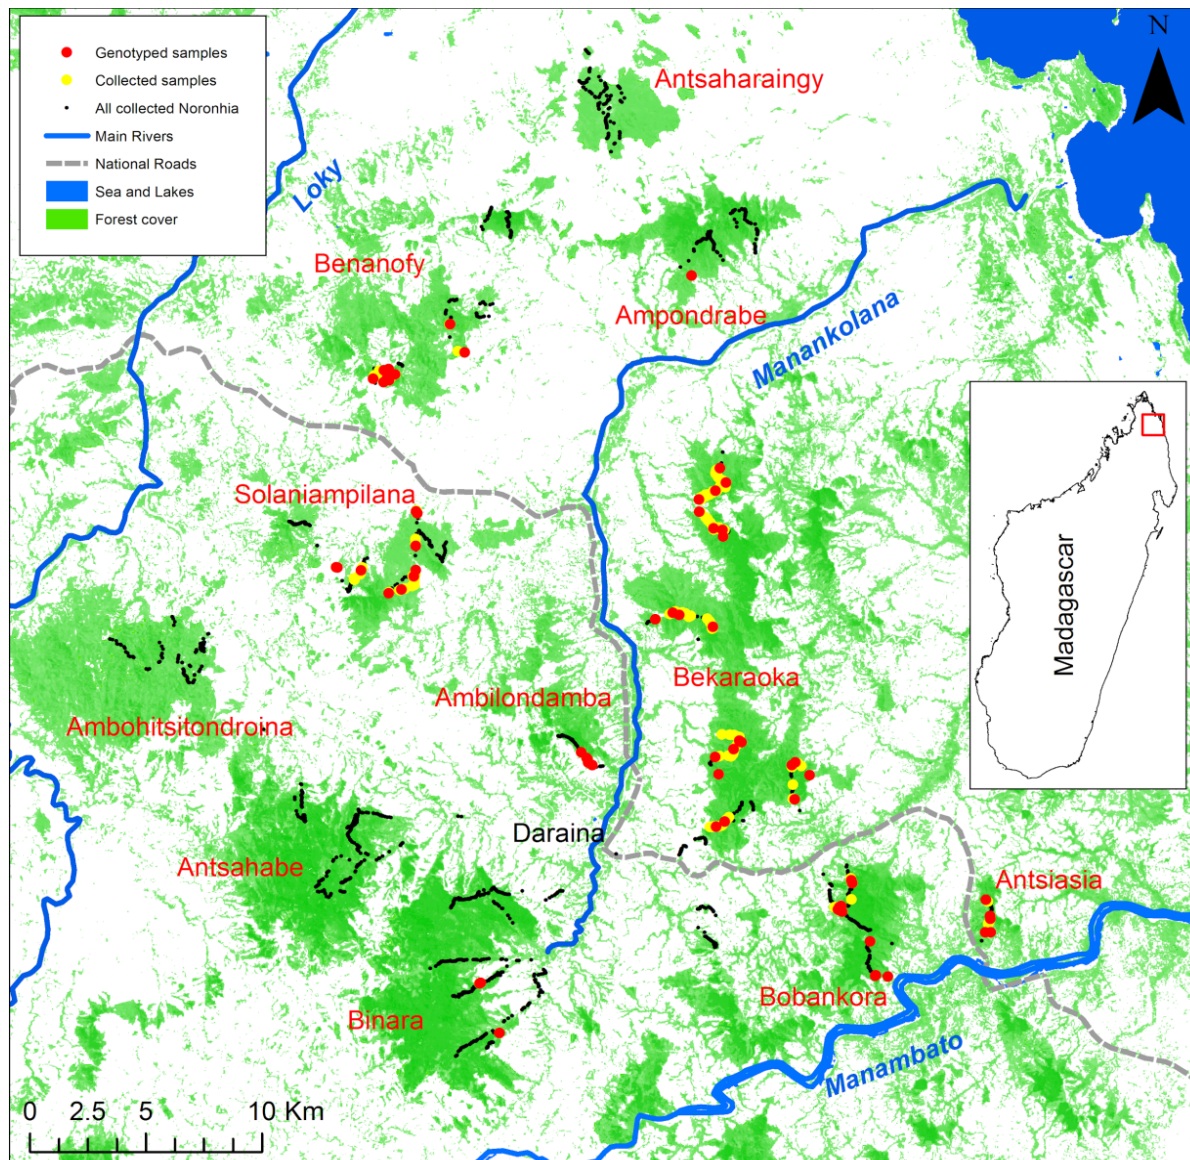 Genotyped samples
Collected samples
All collected Noronhia
Main Rivers
National Roads
Sea and Lakes
Forest cover
N
Antsaharaingy
Loky
Benanofy
Ampondrabe
Manankolana
Solaniampilana
Madagascar
Bekaraoka
Ambilondamba
Ambohitsitondroina
Daraina
Antsahabe
Antsiasia
Bobankora
Binara
Manambato
0 2.5 5 10 Km